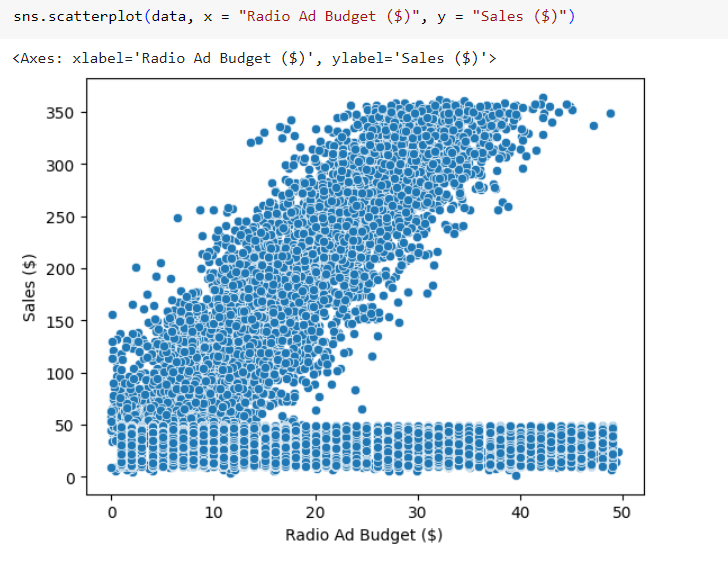 sns.scatterplot(data, x = "Radio Ad Budget ($)", y = "Sales ($)")
<Axes: xlabel='Radio Ad Budget ($)', ylabel='Sales ($)'>
350
300
250
200
150
100
50
0
Sales ($)
0 10 20 30 40 50
Radio Ad Budget ($)